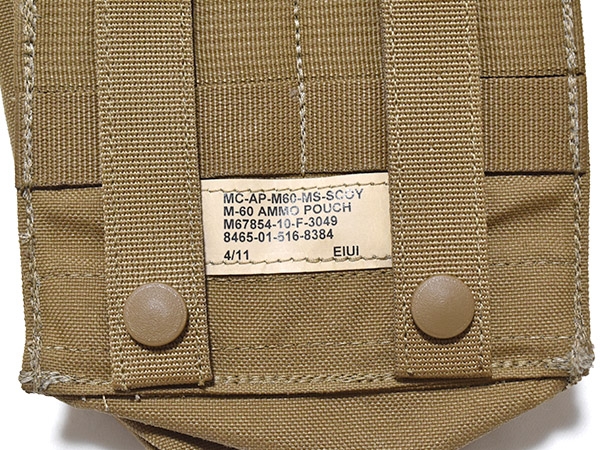 MC-AP-M60-MS-SCOY
M-60 AMMO POUCH
M67854-10-F-3049
8465-01-516-8384
4/11 EIUI